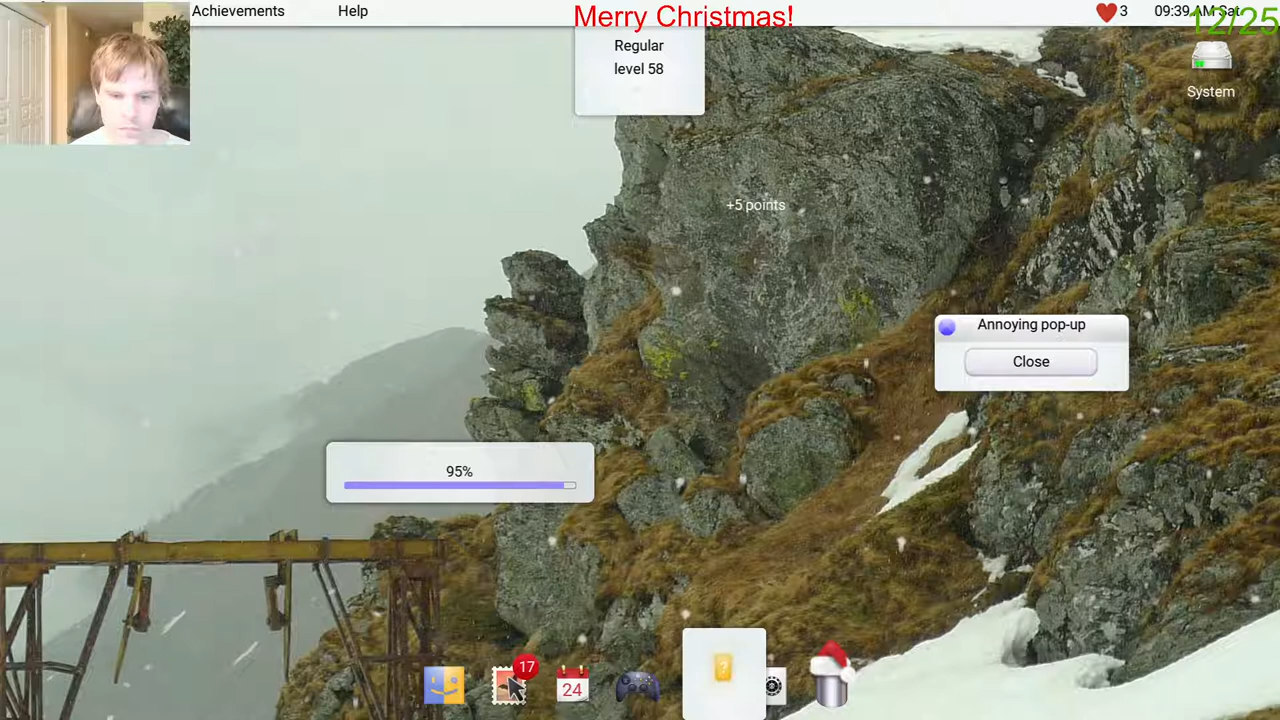 Achievements Help Merry Christmas! 3 09:39 AM Sat 12/25
Regular
level 58
System
+5 points
Annoying pop-up
Close
95%
17
24
?